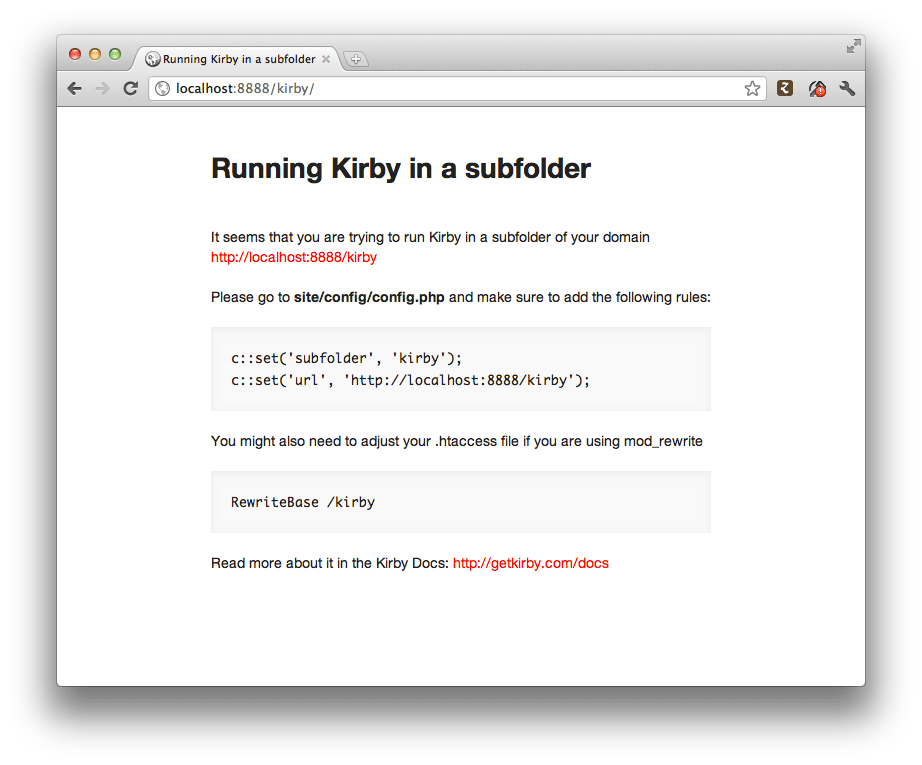 Running Kirby in a subfolder
localhost:8888/kirby/
Running Kirby in a subfolder
It seems that you are trying to run Kirby in a subfolder of your domain
http://localhost:8888/kirby
Please go to site/config/config.php and make sure to add the following rules:
c::set('subfolder', 'kirby');
c::set('url', 'http://localhost:8888/kirby');
You might also need to adjust your .htaccess file if you are using mod_rewrite
RewriteBase /kirby
Read more about it in the Kirby Docs: http://getkirby.com/docs